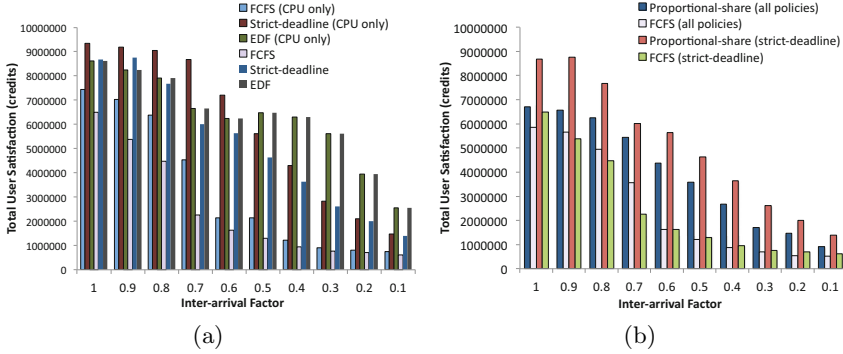 FCFS (CPU only)
Strict-deadline (CPU only)
EDF (CPU only)
FCFS
Strict-deadline
EDF
Total User Satisfaction (credits)
10000000
9000000
8000000
7000000
6000000
5000000
4000000
3000000
2000000
1000000
0
1 0.9 0.8 0.7 0.6 0.5 0.4 0.3 0.2 0.1
Inter-arrival Factor
(a)
Proportional-share (all policies)
FCFS (all policies)
Proportional-share (strict-deadline)
FCFS (strict-deadline)
Total User Satisfaction (credits)
10000000
9000000
8000000
7000000
6000000
5000000
4000000
3000000
2000000
1000000
0
1 0.9 0.8 0.7 0.6 0.5 0.4 0.3 0.2 0.1
Inter-arrival Factor
(b)